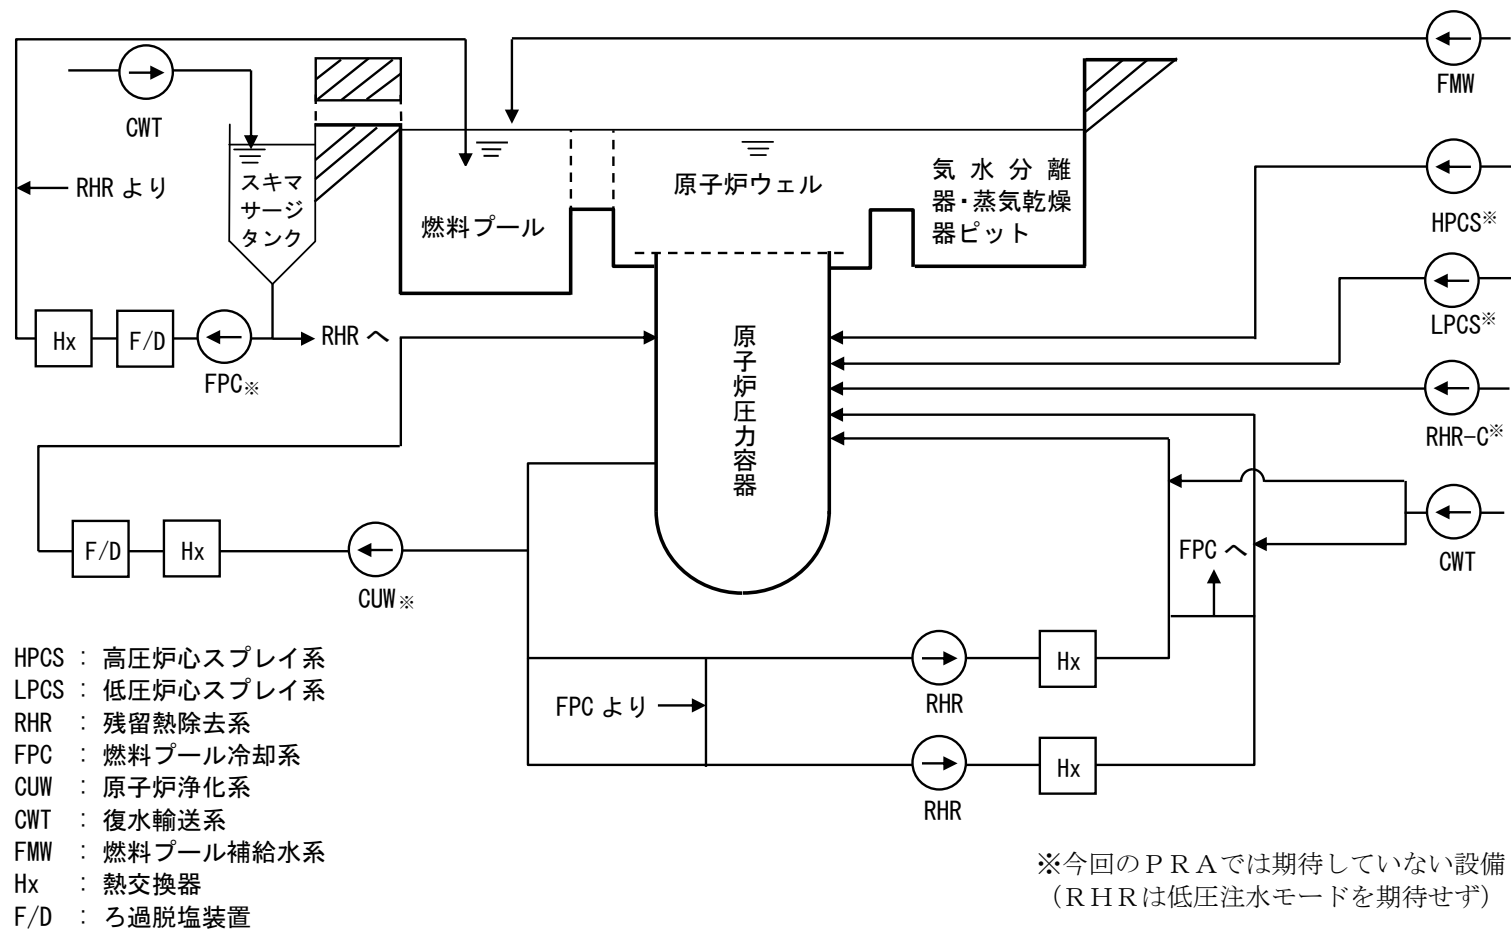 FMW
CWT
RHR より
スキマ
サージ
タンク
燃料プール
原子炉ウェル
気水分離
器・蒸気乾燥
器ピット
HPCS※
LPCS※
Hx
F/D
FPC※
RHR へ
原子炉圧力容器
RHR-C※
F/D
Hx
CUW※
FPC へ
CWT
Hx
RHR
FPC より
Hx
RHR
HPCS : 高圧炉心スプレイ系
LPCS : 低圧炉心スプレイ系
RHR : 残留熱除去系
FPC : 燃料プール冷却系
CUW : 原子炉浄化系
CWT : 復水輸送系
FMW : 燃料プール補給水系
Hx : 熱交換器
F/D : ろ過脱塩装置
※今回のＰＲＡでは期待していない設備
（ＲＨＲは低圧注水モードを期待せず）